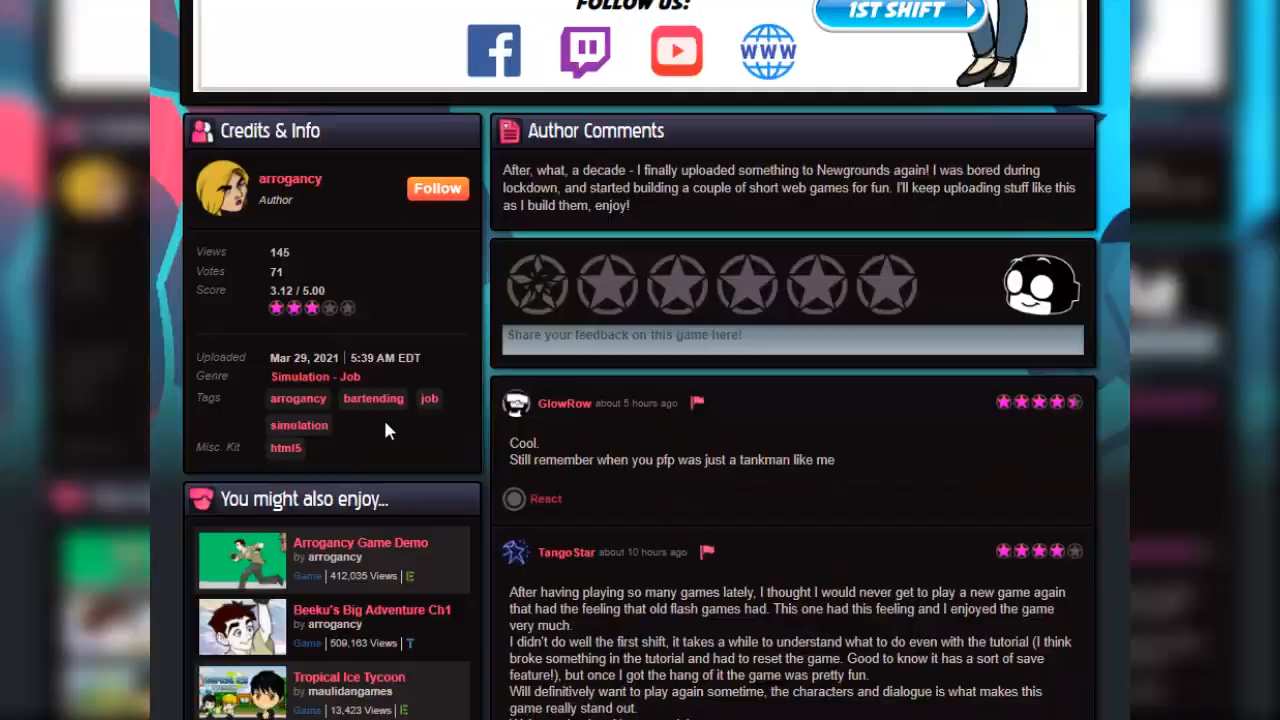 FOLLOW US:
1ST SHIFT
WWW
Credits & Info
arrogancy
Author
Follow
Views 145
Votes 71
Score 3.12 / 5.00
Uploaded Mar 29, 2021 | 5:39 AM EDT
Genre Simulation - Job
Tags arrogancy bartending job
simulation
Misc. Kit html5
You might also enjoy...
Arrogancy Game Demo
by arrogancy
Game | 412,035 Views | E
Beeku's Big Adventure Ch1
by arrogancy
Game | 509,163 Views | T
Tropical Ice Tycoon
by maulidangames
Game | 13,423 Views | E
Author Comments
After, what, a decade - I finally uploaded something to Newgrounds again! I was bored during
lockdown, and started building a couple of short web games for fun. I'll keep uploading stuff like this
as I build them, enjoy!
Share your feedback on this game here!
GlowRow about 5 hours ago
Cool.
Still remember when you pfp was just a tankman like me
React
TangoStar about 10 hours ago
After having playing so many games lately, I thought I would never get to play a new game again
that had the feeling that old flash games had. This one had this feeling and I enjoyed the game
very much.
I didn't do well the first shift, it takes a while to understand what to do even with the tutorial (I think
broke something in the tutorial and had to reset the game. Good to know it has a sort of save
feature!), but once I got the hang of it the game was pretty fun.
Will definitively want to play again sometime, the characters and dialogue is what makes this
game really stand out.